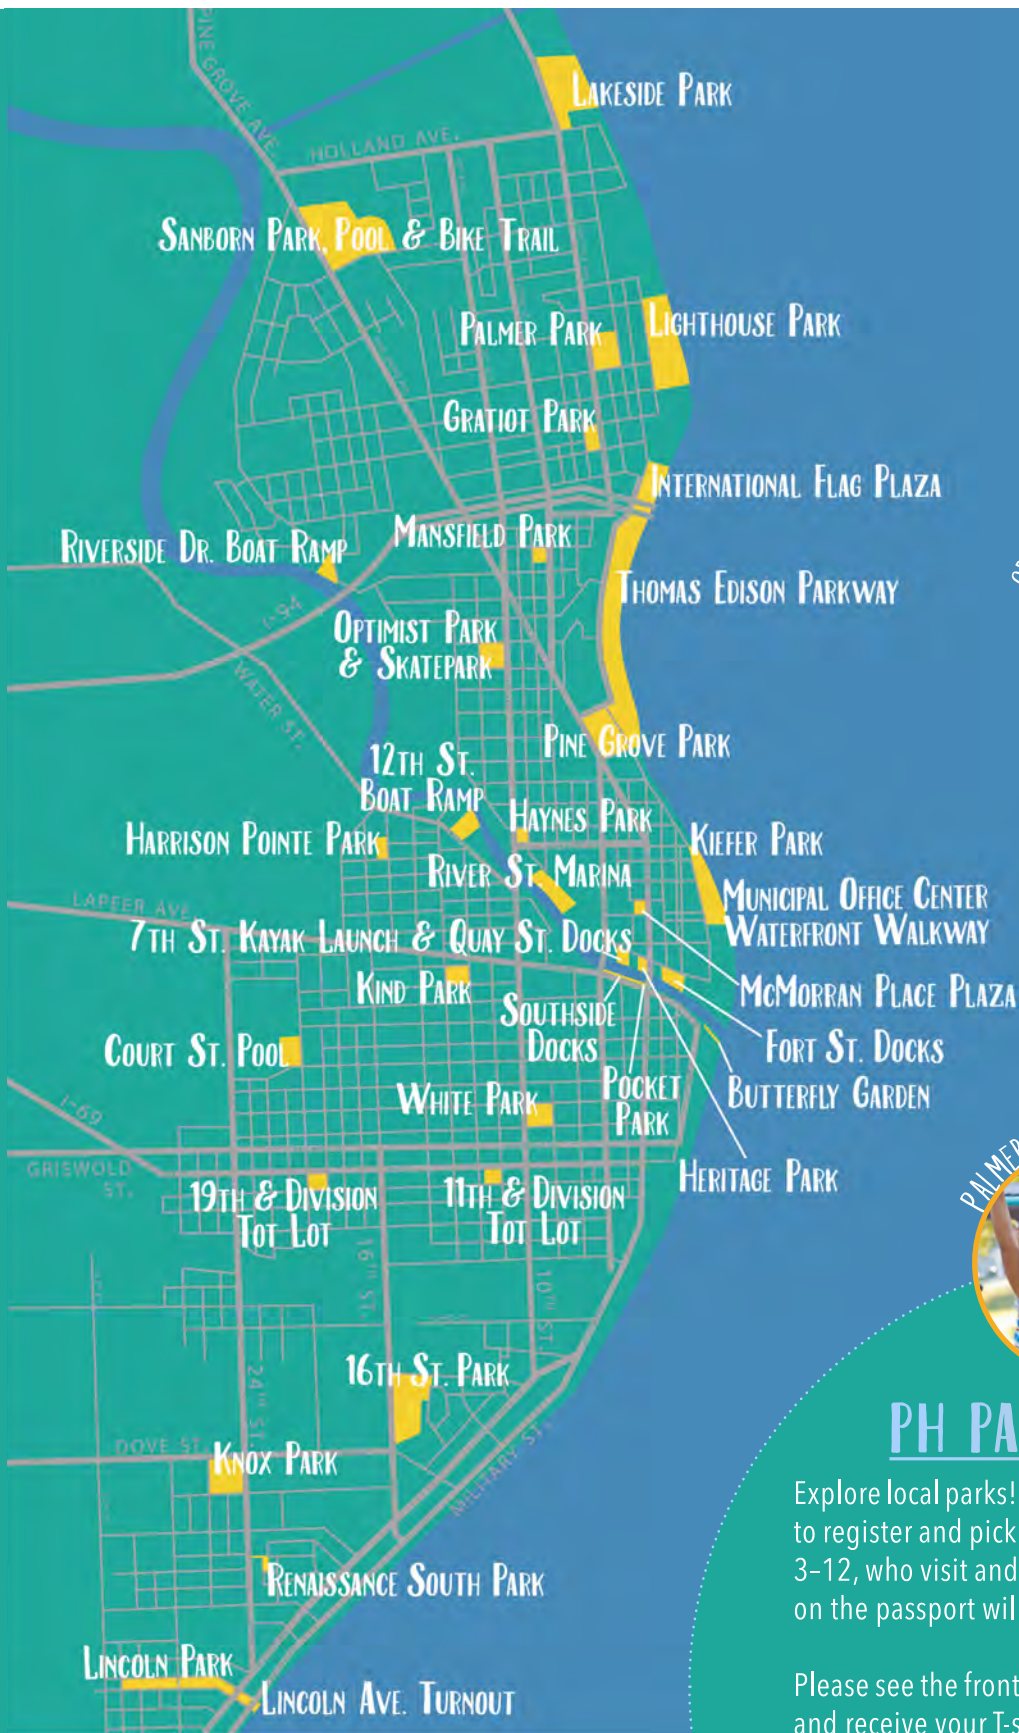 PINE GROVE AVE.
LAKESIDE PARK
HOLLAND AVE.
SANBORN PARK, POOL & BIKE TRAIL
LIGHTHOUSE PARK
PALMER PARK
GRATIOT PARK
INTERNATIONAL FLAG PLAZA
MANSFIELD PARK
RIVERSIDE DR. BOAT RAMP
THOMAS EDISON PARKWAY
I-94
OPTIMIST PARK
& SKATEPARK
WATER ST.
PINE GROVE PARK
12TH ST.
BOAT RAMP
HAYNES PARK
HARRISON POINTE PARK
KIEFER PARK
RIVER ST. MARINA
MUNICIPAL OFFICE CENTER
WATERFRONT WALKWAY
LAPEER AVE.
7TH ST. KAYAK LAUNCH & QUAY ST. DOCKS
KIND PARK
MCMORRAN PLACE PLAZA
SOUTHSIDE
DOCKS
COURT ST. POOL
FORT ST. DOCKS
POCKET
PARK
BUTTERFLY GARDEN
WHITE PARK
I-69
GRISWOLD
ST.
HERITAGE PARK
19TH & DIVISION
TOT LOT
11TH & DIVISION
TOT LOT
PALMER
16TH ST.
10TH ST.
16TH ST. PARK
24TH ST.
DOVE ST.
KNOX PARK
MILITARY ST.
RENAISSANCE SOUTH PARK
LINCOLN PARK
LINCOLN AVE. TURNOUT
PH PA
Explore local parks!
to register and pick
3–12, who visit and
on the passport wil
Please see the front
and receive your T-s